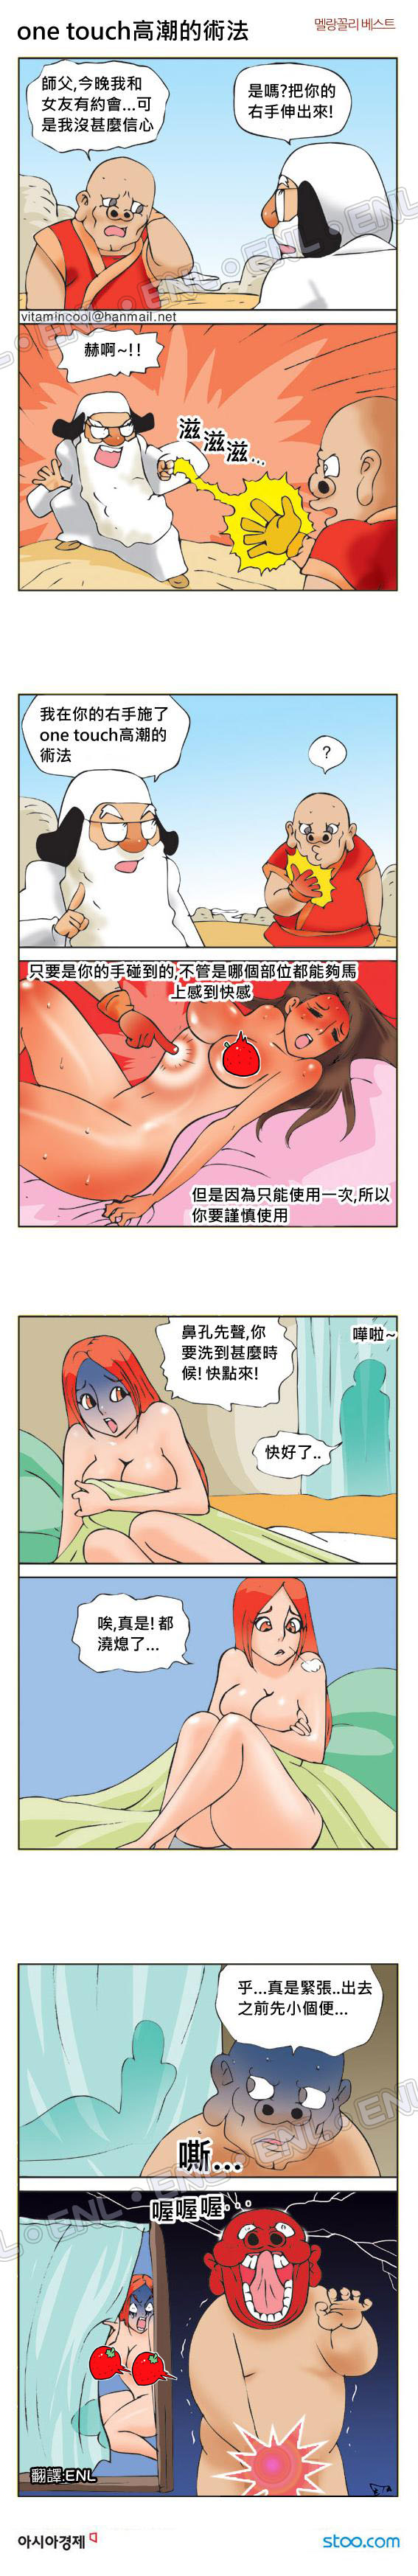 one touch高潮的術法
멜랑꼴리 베스트
師父,今晚我和
女友有約會...可
是我沒甚麼信心
是嗎?把你的
右手伸出來!
ENL
ENL
ENL
vitamincool@hanmail.net
赫啊~!!
滋滋滋...
我在你的右手施了
one touch高潮的
術法
?
只要是你的手碰到的,不管是哪個部位都能夠馬
上感到快感
但是因為只能使用一次,所以
你要謹慎使用
鼻孔先聲,你
要洗到甚麼時
候! 快點來!
嘩啦~
快好了..
唉,真是! 都
澆熄了...
乎...真是緊張..出去
之前先小個便...
嘶...
ENL
ENL
ENL
喔喔喔...
翻譯:ENL
아시아경제
stoo.com